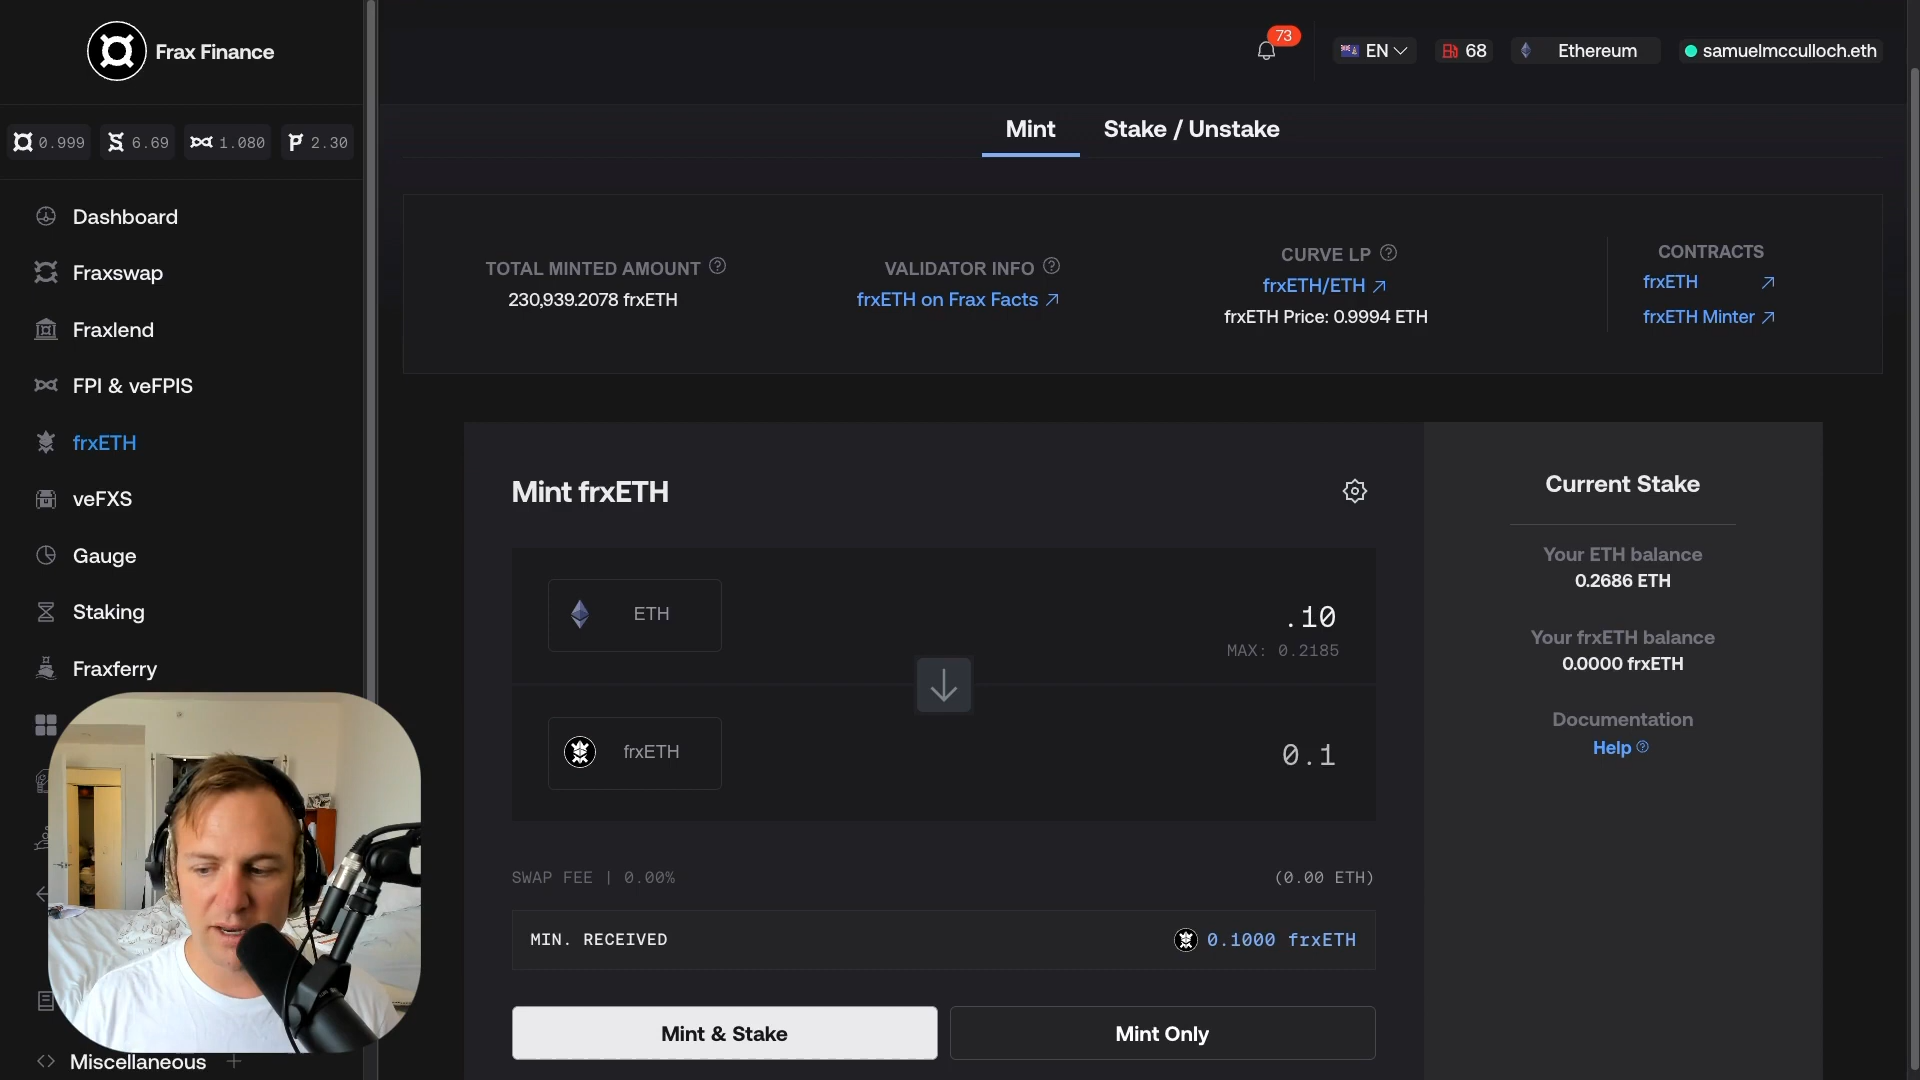 Frax Finance
73
EN
68
Ethereum
samuelmcculloch.eth
0.999
6.69
1.080
2.30
Mint
Stake / Unstake
Dashboard
Fraxswap
Fraxlend
FPI & veFPIS
frxETH
veFXS
Gauge
Staking
Fraxferry
Miscellaneous +
TOTAL MINTED AMOUNT
230,939.2078 frxETH
VALIDATOR INFO
frxETH on Frax Facts
CURVE LP
frxETH/ETH
frxETH Price: 0.9994 ETH
CONTRACTS
frxETH
frxETH Minter
Mint frxETH
ETH
.10
MAX: 0.2185
frxETH
0.1
SWAP FEE | 0.00%
(0.00 ETH)
MIN. RECEIVED
0.1000 frxETH
Mint & Stake
Mint Only
Current Stake
Your ETH balance
0.2686 ETH
Your frxETH balance
0.0000 frxETH
Documentation
Help